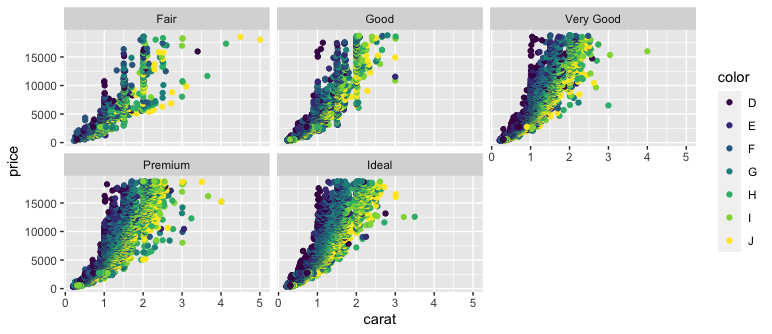 Fair Good Very Good
15000
10000
5000
0
0 1 2 3 4 5
Premium Ideal
15000
10000
5000
0
0 1 2 3 4 5 0 1 2 3 4 5
price
carat
color
D
E
F
G
H
I
J